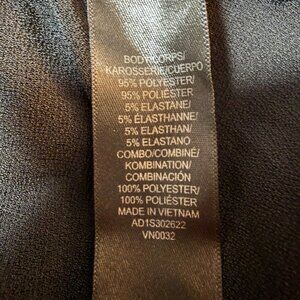 BODY/CORPS/
KAROSSERIE/CUERPO
95% POLYESTER/
95% POLIÉSTER
5% ELASTANE/
5% ÉLASTHANNE/
5% ELASTHAN/
5% ELASTANO
COMBO/COMBINÉ/
KOMBINATION/
COMBINACIÓN
100% POLYESTER/
100% POLIÉSTER
MADE IN VIETNAM
AD1S302622
VN0032